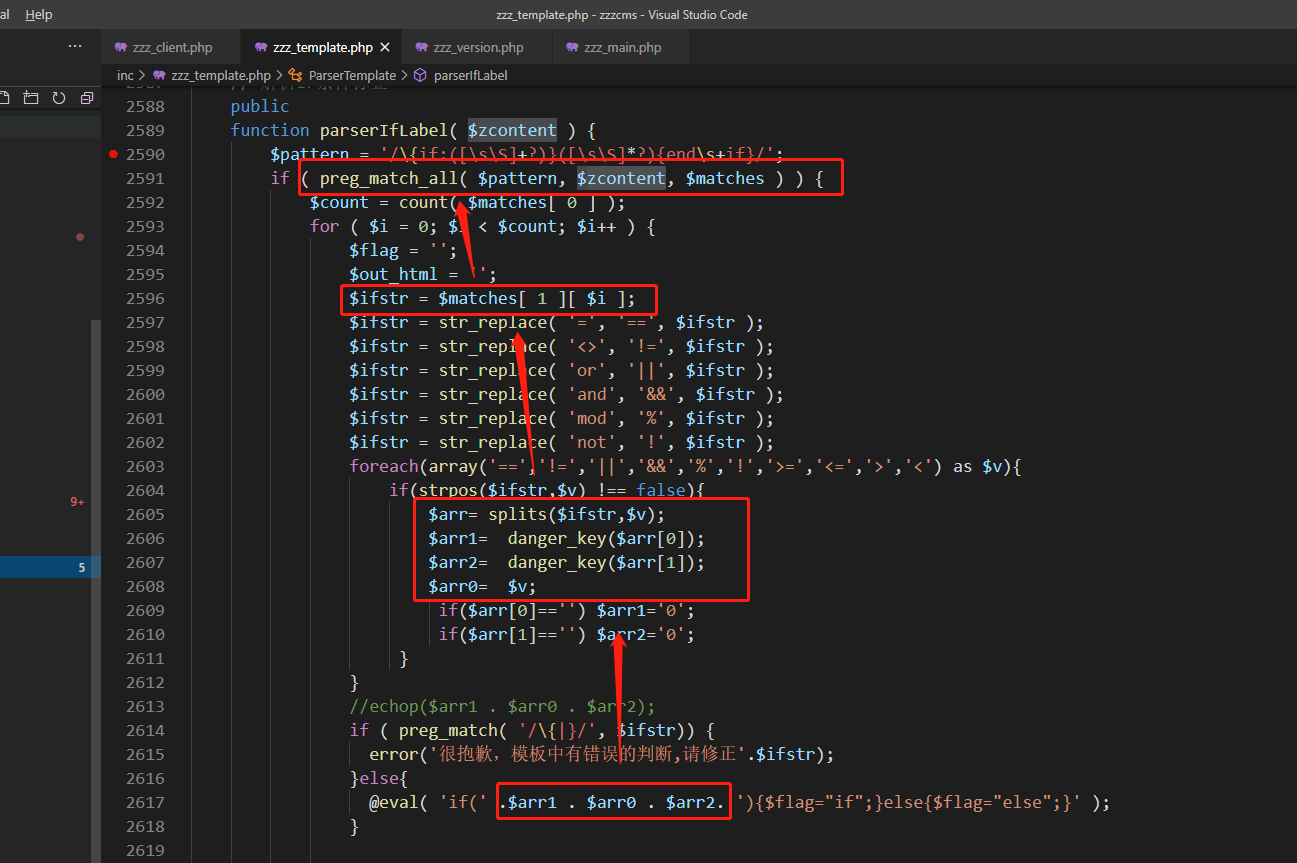 al Help
zzz_template.php - zzzcms - Visual Studio Code
··· zzz_client.php zzz_template.php × zzz_version.php zzz_main.php
inc > zzz_template.php > ParserTemplate > parserIfLabel
2588 public
2589 function parserIfLabel( $zcontent ) {
2590 $pattern = '/\{if:([\s\S]+?)}([\s\S]*?){end\s+if}/';
2591 if ( preg_match_all( $pattern, $zcontent, $matches ) ) {
2592 $count = count( $matches[ 0 ] );
2593 for ( $i = 0; $i < $count; $i++ ) {
2594 $flag = '';
2595 $out_html = '';
2596 $ifstr = $matches[ 1 ][ $i ];
2597 $ifstr = str_replace( '=', '==', $ifstr );
2598 $ifstr = str_replace( '<>', '!=', $ifstr );
2599 $ifstr = str_replace( 'or', '||', $ifstr );
2600 $ifstr = str_replace( 'and', '&&', $ifstr );
2601 $ifstr = str_replace( 'mod', '%', $ifstr );
2602 $ifstr = str_replace( 'not', '!', $ifstr );
2603 foreach(array('==','!=','||','&&','%','!','>=','<=','>','<') as $v){
2604 if(strpos($ifstr,$v) !== false){
2605 $arr= splits($ifstr,$v);
2606 $arr1= danger_key($arr[0]);
2607 $arr2= danger_key($arr[1]);
2608 $arr0= $v;
2609 if($arr[0]=='') $arr1='0';
2610 if($arr[1]=='') $arr2='0';
2611 }
2612 }
2613 //echop($arr1 . $arr0 . $arr2);
2614 if ( preg_match( '/\{|}/', $ifstr)) {
2615 error('很抱歉，模板中有错误的判断,请修正'.$ifstr);
2616 }else{
2617 @eval( 'if(' .$arr1 . $arr0 . $arr2. '){$flag="if";}else{$flag="else";}' );
2618 }
2619
9+
5